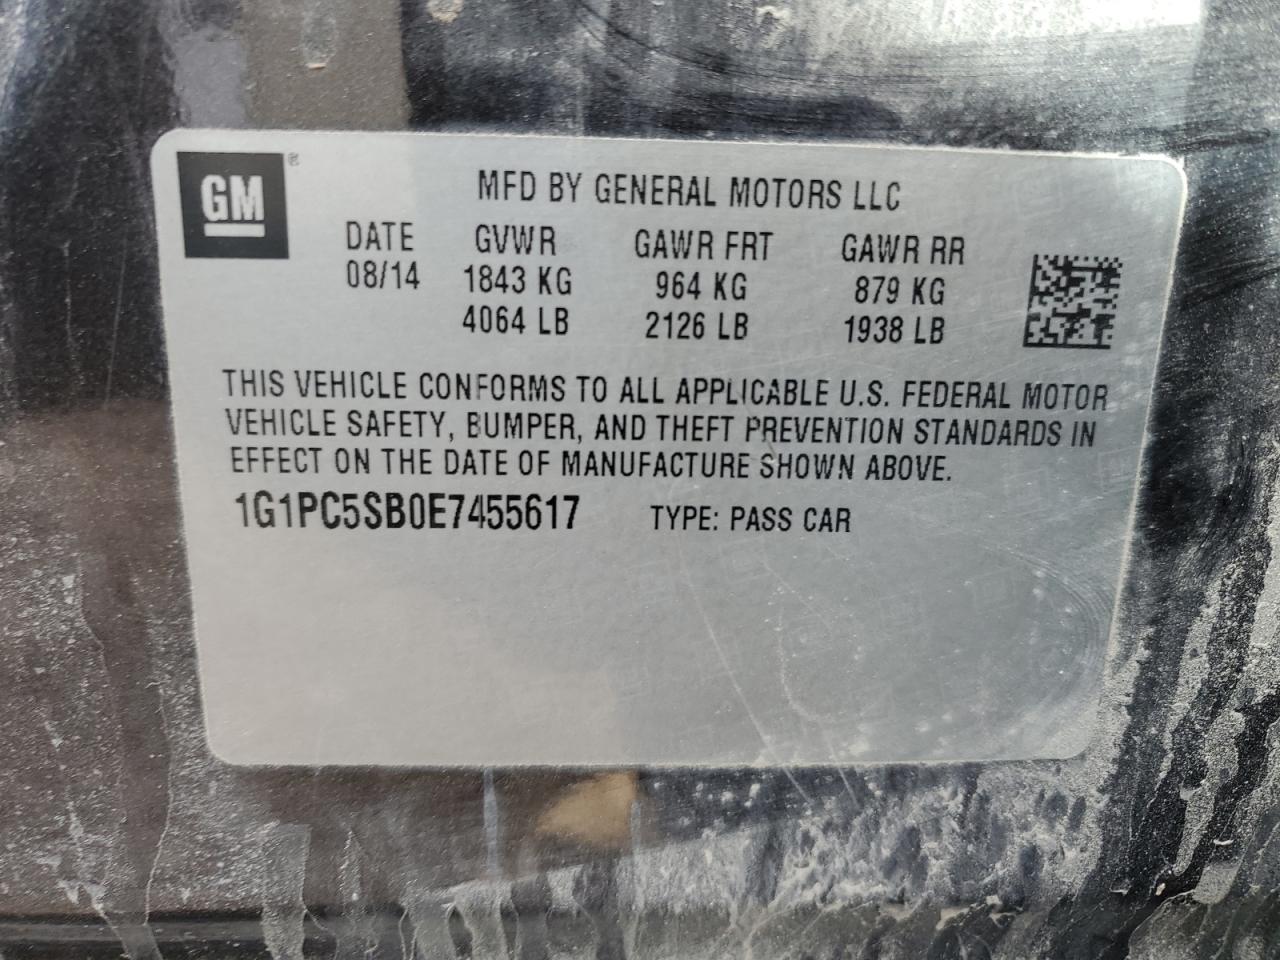 GM ®
MFD BY GENERAL MOTORS LLC
DATE GVWR GAWR FRT GAWR RR
08/14 1843 KG 964 KG 879 KG
4064 LB 2126 LB 1938 LB
THIS VEHICLE CONFORMS TO ALL APPLICABLE U.S. FEDERAL MOTOR
VEHICLE SAFETY, BUMPER, AND THEFT PREVENTION STANDARDS IN
EFFECT ON THE DATE OF MANUFACTURE SHOWN ABOVE.
1G1PC5SB0E7455617 TYPE: PASS CAR